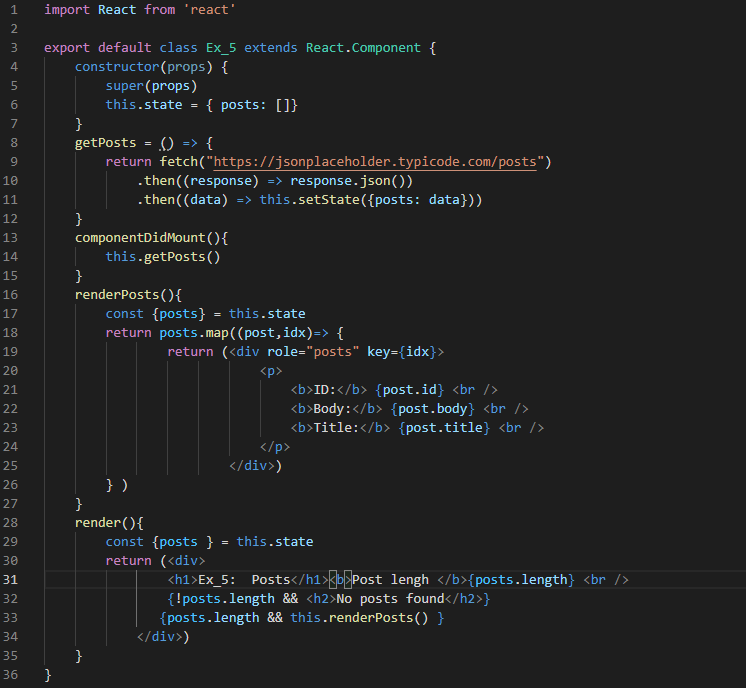 1 import React from 'react'
2
3 export default class Ex_5 extends React.Component {
4     constructor(props) {
5         super(props)
6         this.state = { posts: []}
7     }
8     getPosts = () => {
9         return fetch("https://jsonplaceholder.typicode.com/posts")
10             .then((response) => response.json())
11             .then((data) => this.setState({posts: data}))
12     }
13     componentDidMount(){
14         this.getPosts()
15     }
16     renderPosts(){
17         const {posts} = this.state
18         return posts.map((post,idx)=> {
19                 return (<div role="posts" key={idx}>
20                             <p>
21                                 <b>ID:</b> {post.id} <br />
22                                 <b>Body:</b> {post.body} <br />
23                                 <b>Title:</b> {post.title} <br />
24                             </p>
25                         </div>)
26         } )
27     }
28     render(){
29         const {posts } = this.state
30         return (<div>
31                 <h1>Ex_5:  Posts</h1><b>Post lengh </b>{posts.length} <br />
32                 {!posts.length && <h2>No posts found</h2>}
33                {posts.length && this.renderPosts() }
34             </div>)
35     }
36 }